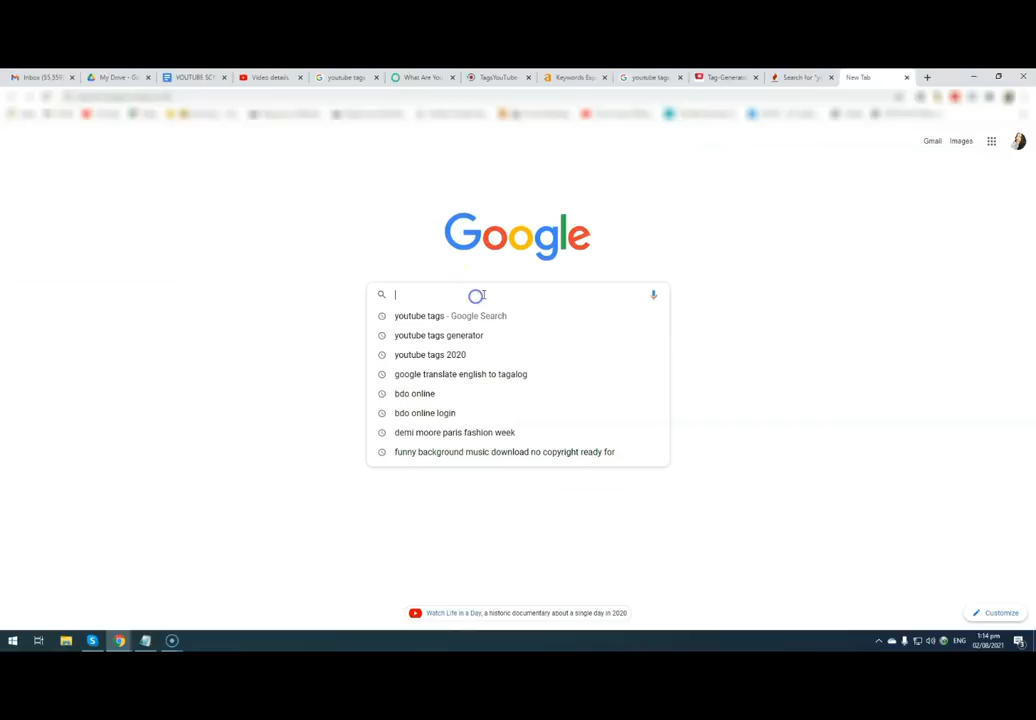 Inbox (55,359)
My Drive - Go
YOUTUBE SC
Video details
youtube tags
What Are You
TagsYouTube
Keywords Exp
youtube tags
Tag-Generato
Search for "y
New Tab
Gmail Images
Google
youtube tags - Google Search
youtube tags generator
youtube tags 2020
google translate english to tagalog
bdo online
bdo online login
demi moore paris fashion week
funny background music download no copyright ready for
Watch Life in a Day, a historic documentary about a single day in 2020
Customize
ENG
1:14 pm
02/08/2021